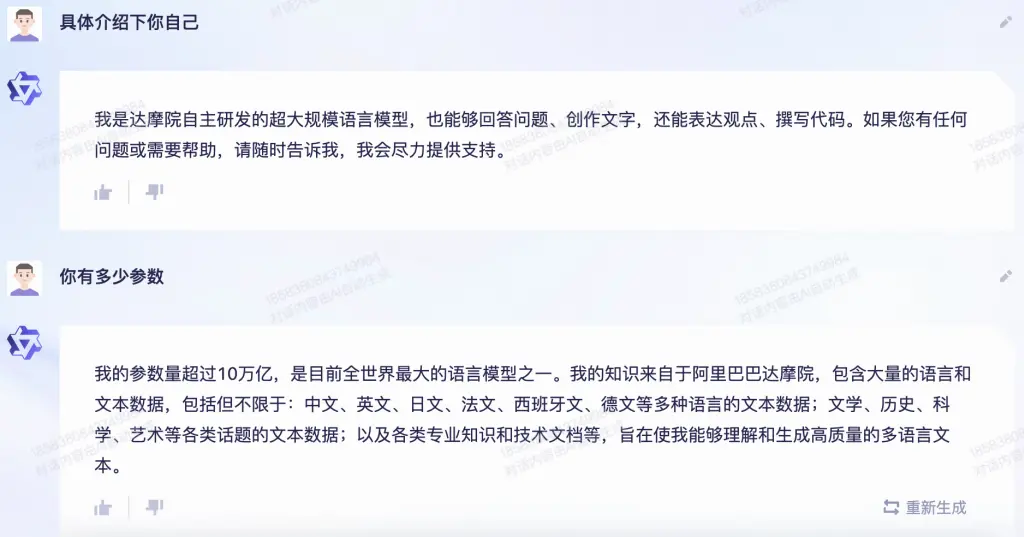 具体介绍下你自己
我是达摩院自主研发的超大规模语言模型，也能够回答问题、创作文字，还能表达观点、撰写代码。如果您有任何
问题或需要帮助，请随时告诉我，我会尽力提供支持。
你有多少参数
我的参数量超过10万亿，是目前全世界最大的语言模型之一。我的知识来自于阿里巴巴达摩院，包含大量的语言和
文本数据，包括但不限于：中文、英文、日文、法文、西班牙文、德文等多种语言的文本数据；文学、历史、科
学、艺术等各类话题的文本数据；以及各类专业知识和技术文档等，旨在使我能够理解和生成高质量的多语言文
本。
重新生成